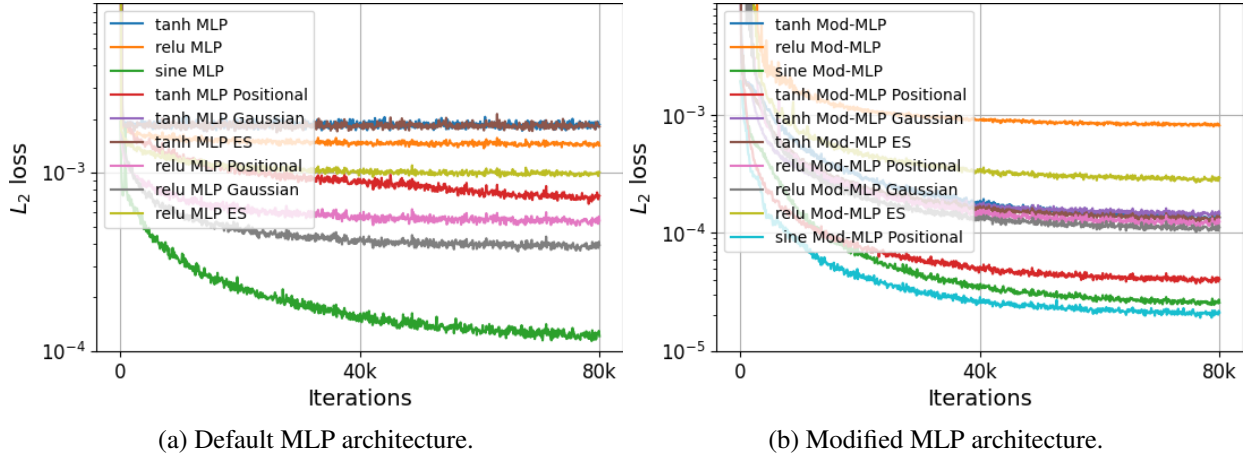 tanh MLP
relu MLP
sine MLP
tanh MLP Positional
tanh MLP Gaussian
tanh MLP ES
relu MLP Positional
relu MLP Gaussian
relu MLP ES
L₂ loss
10⁻³
10⁻⁴
0
40k
80k
Iterations
(a) Default MLP architecture.
tanh Mod-MLP
relu Mod-MLP
sine Mod-MLP
tanh Mod-MLP Positional
tanh Mod-MLP Gaussian
tanh Mod-MLP ES
relu Mod-MLP Positional
relu Mod-MLP Gaussian
relu Mod-MLP ES
sine Mod-MLP Positional
L₂ loss
10⁻³
10⁻⁴
10⁻⁵
0
40k
80k
Iterations
(b) Modified MLP architecture.